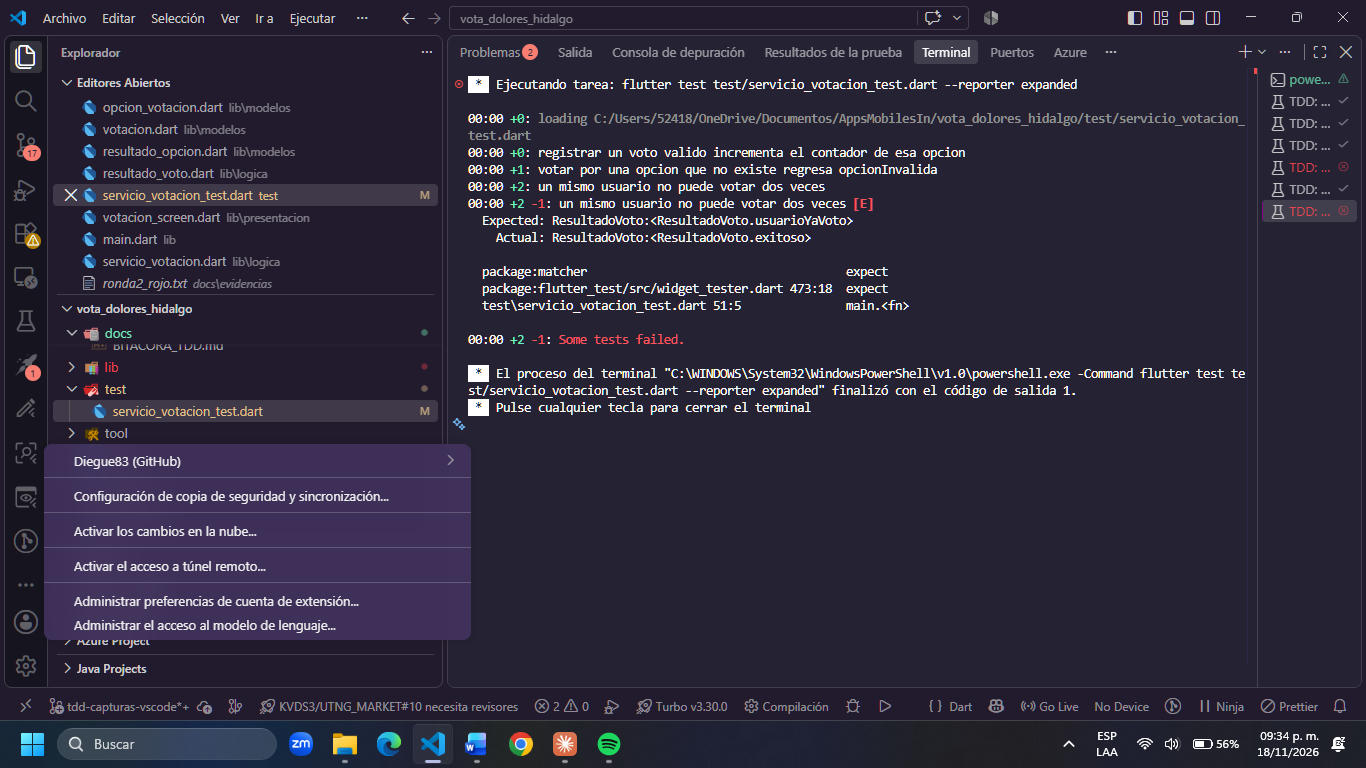 Archivo Editar Selección Ver Ir a Ejecutar ··· vota_dolores_hidalgo
Explorador ···
Editores Abiertos
opcion_votacion.dart lib\modelos
votacion.dart lib\modelos
resultado_opcion.dart lib\modelos
resultado_voto.dart lib\logica
servicio_votacion_test.dart test M
votacion_screen.dart lib\presentacion
main.dart lib
servicio_votacion.dart lib\logica
ronda2_rojo.txt docs\evidencias
vota_dolores_hidalgo
docs
BITACORA_TDD.md
lib
test
servicio_votacion_test.dart M
tool
17
1
Diegue83 (GitHub)
Configuración de copia de seguridad y sincronización...
Activar los cambios en la nube...
Activar el acceso a túnel remoto...
Administrar preferencias de cuenta de extensión...
Administrar el acceso al modelo de lenguaje...
Azure Project
Java Projects
Problemas 2 Salida Consola de depuración Resultados de la prueba Terminal Puertos Azure ···
* Ejecutando tarea: flutter test test/servicio_votacion_test.dart --reporter expanded
00:00 +0: loading C:/Users/52418/OneDrive/Documentos/AppsMobilesIn/vota_dolores_hidalgo/test/servicio_votacion_
test.dart
00:00 +0: registrar un voto valido incrementa el contador de esa opcion
00:00 +1: votar por una opcion que no existe regresa opcionInvalida
00:00 +2: un mismo usuario no puede votar dos veces
00:00 +2 -1: un mismo usuario no puede votar dos veces [E]
Expected: ResultadoVoto:<ResultadoVoto.usuarioYaVoto>
Actual: ResultadoVoto:<ResultadoVoto.exitoso>
package:matcher expect
package:flutter_test/src/widget_tester.dart 473:18 expect
test\servicio_votacion_test.dart 51:5 main.<fn>
00:00 +2 -1: Some tests failed.
* El proceso del terminal "C:\WINDOWS\System32\WindowsPowerShell\v1.0\powershell.exe -Command flutter test te
st/servicio_votacion_test.dart --reporter expanded" finalizó con el código de salida 1.
* Pulse cualquier tecla para cerrar el terminal
powe...
TDD: ...
TDD: ...
TDD: ...
TDD: ...
TDD: ...
TDD: ...
tdd-capturas-vscode*+ KVDS3/UTNG_MARKET#10 necesita revisores 2 0 Turbo v3.30.0 Compilación {} Dart Go Live No Device Ninja Prettier
Buscar zm ESP 56% 09:34 p. m.
LAA 18/11/2026